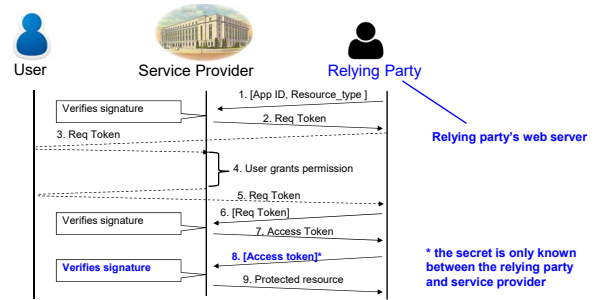 User
Service Provider
Relying Party
1. [App ID, Resource_type ]
Verifies signature
2. Req Token
3. Req Token
Relying party's web server
4. User grants permission
5. Req Token
6. [Req Token]
Verifies signature
7. Access Token
8. [Access token]*
Verifies signature
9. Protected resource
* the secret is only known
between the relying party
and service provider